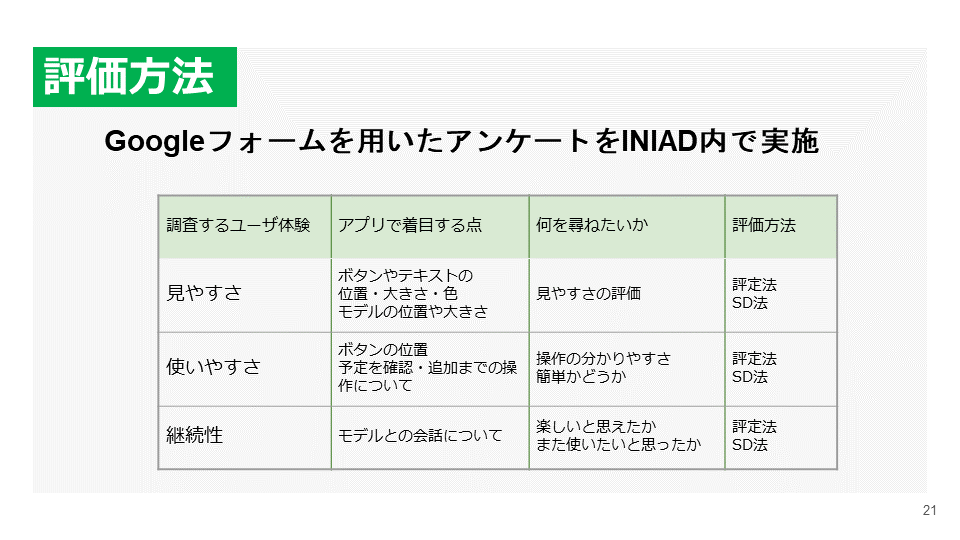 評価方法
Googleフォームを用いたアンケートをINIAD内で実施
調査するユーザ体験
アプリで着目する点
何を尋ねたいか
評価方法
見やすさ
ボタンやテキストの
位置・大きさ・色
モデルの位置や大きさ
見やすさの評価
評定法
SD法
使いやすさ
ボタンの位置
予定を確認・追加までの操
作について
操作の分かりやすさ
簡単かどうか
評定法
SD法
継続性
モデルとの会話について
楽しいと思えたか
また使いたいと思ったか
評定法
SD法
21